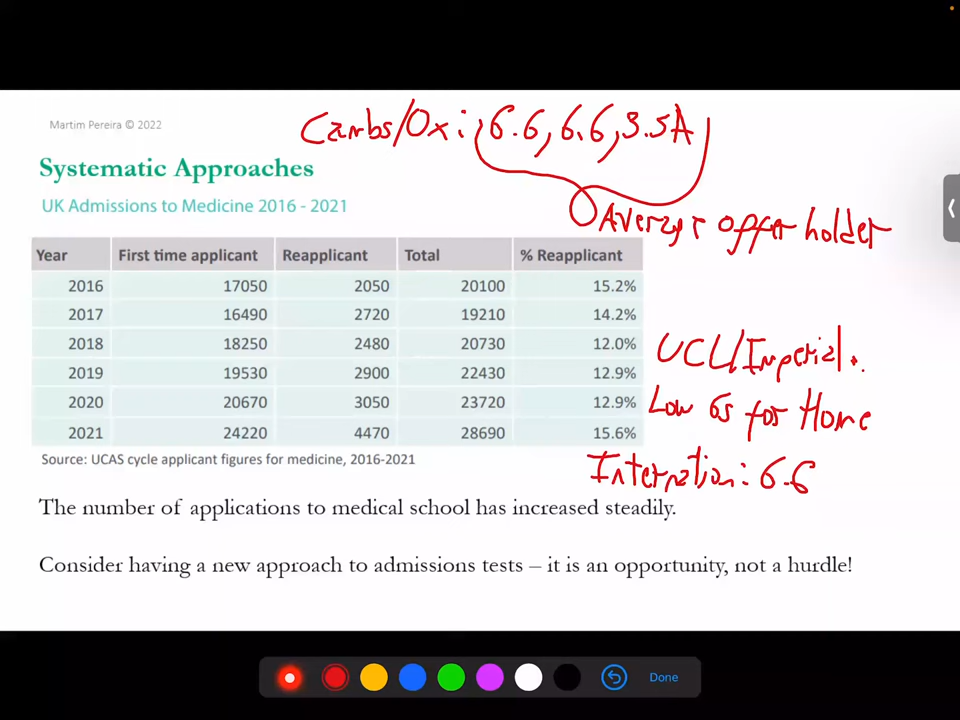 Martim Pereira © 2022
Cambs/Ox: 6.6, 6.6, 3.5A
Systematic Approaches
UK Admissions to Medicine 2016 - 2021
Average offer holder
Year First time applicant Reapplicant Total % Reapplicant
2016 17050 2050 20100 15.2%
2017 16490 2720 19210 14.2%
2018 18250 2480 20730 12.0%
2019 19530 2900 22430 12.9%
2020 20670 3050 23720 12.9%
2021 24220 4470 28690 15.6%
UCL/Imperial:
Low 6s for Home
Internation: 6.6
Source: UCAS cycle applicant figures for medicine, 2016-2021
The number of applications to medical school has increased steadily.
Consider having a new approach to admissions tests – it is an opportunity, not a hurdle!
Done